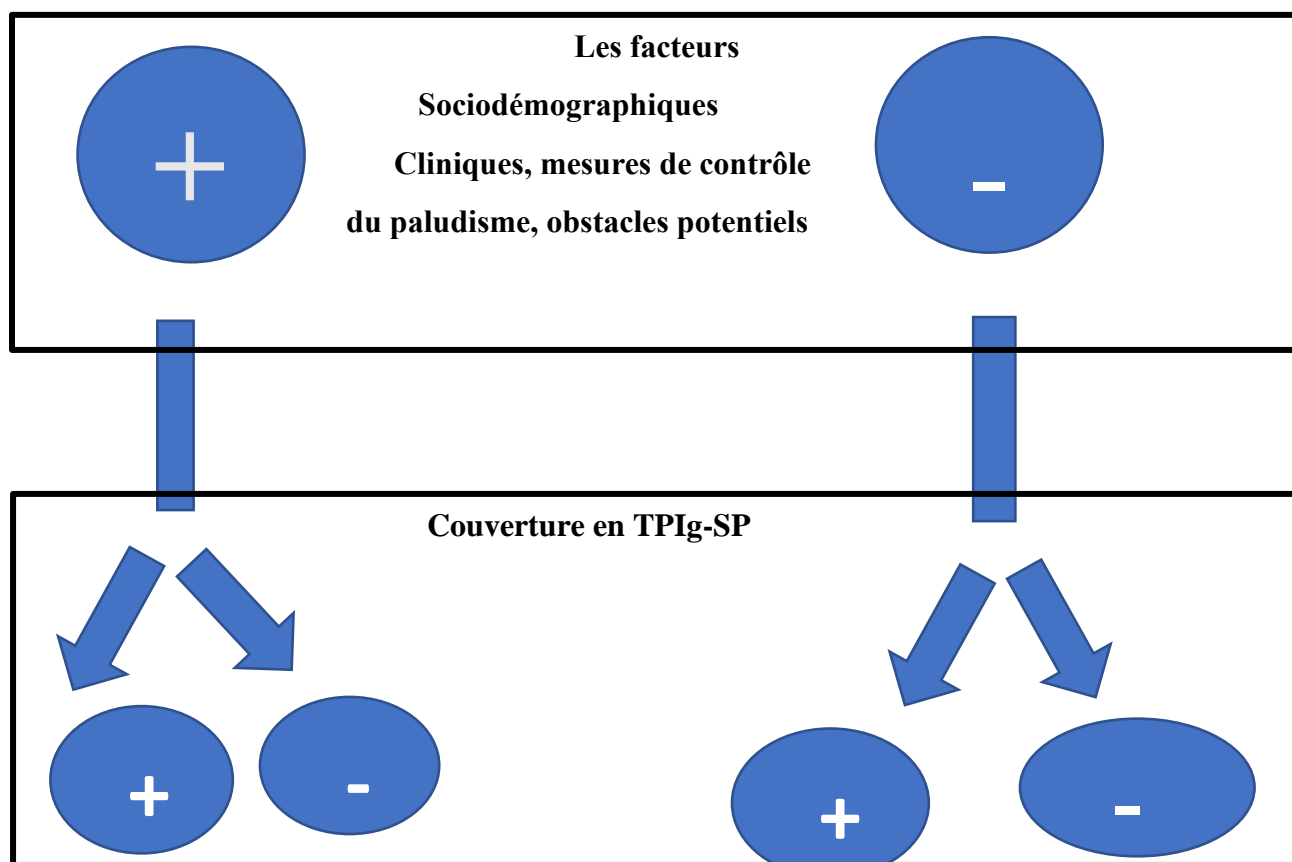 Les facteurs
Sociodémographiques
Cliniques, mesures de contrôle
du paludisme, obstacles potentiels
+
-
Couverture en TPIg-SP
+
-
+
-